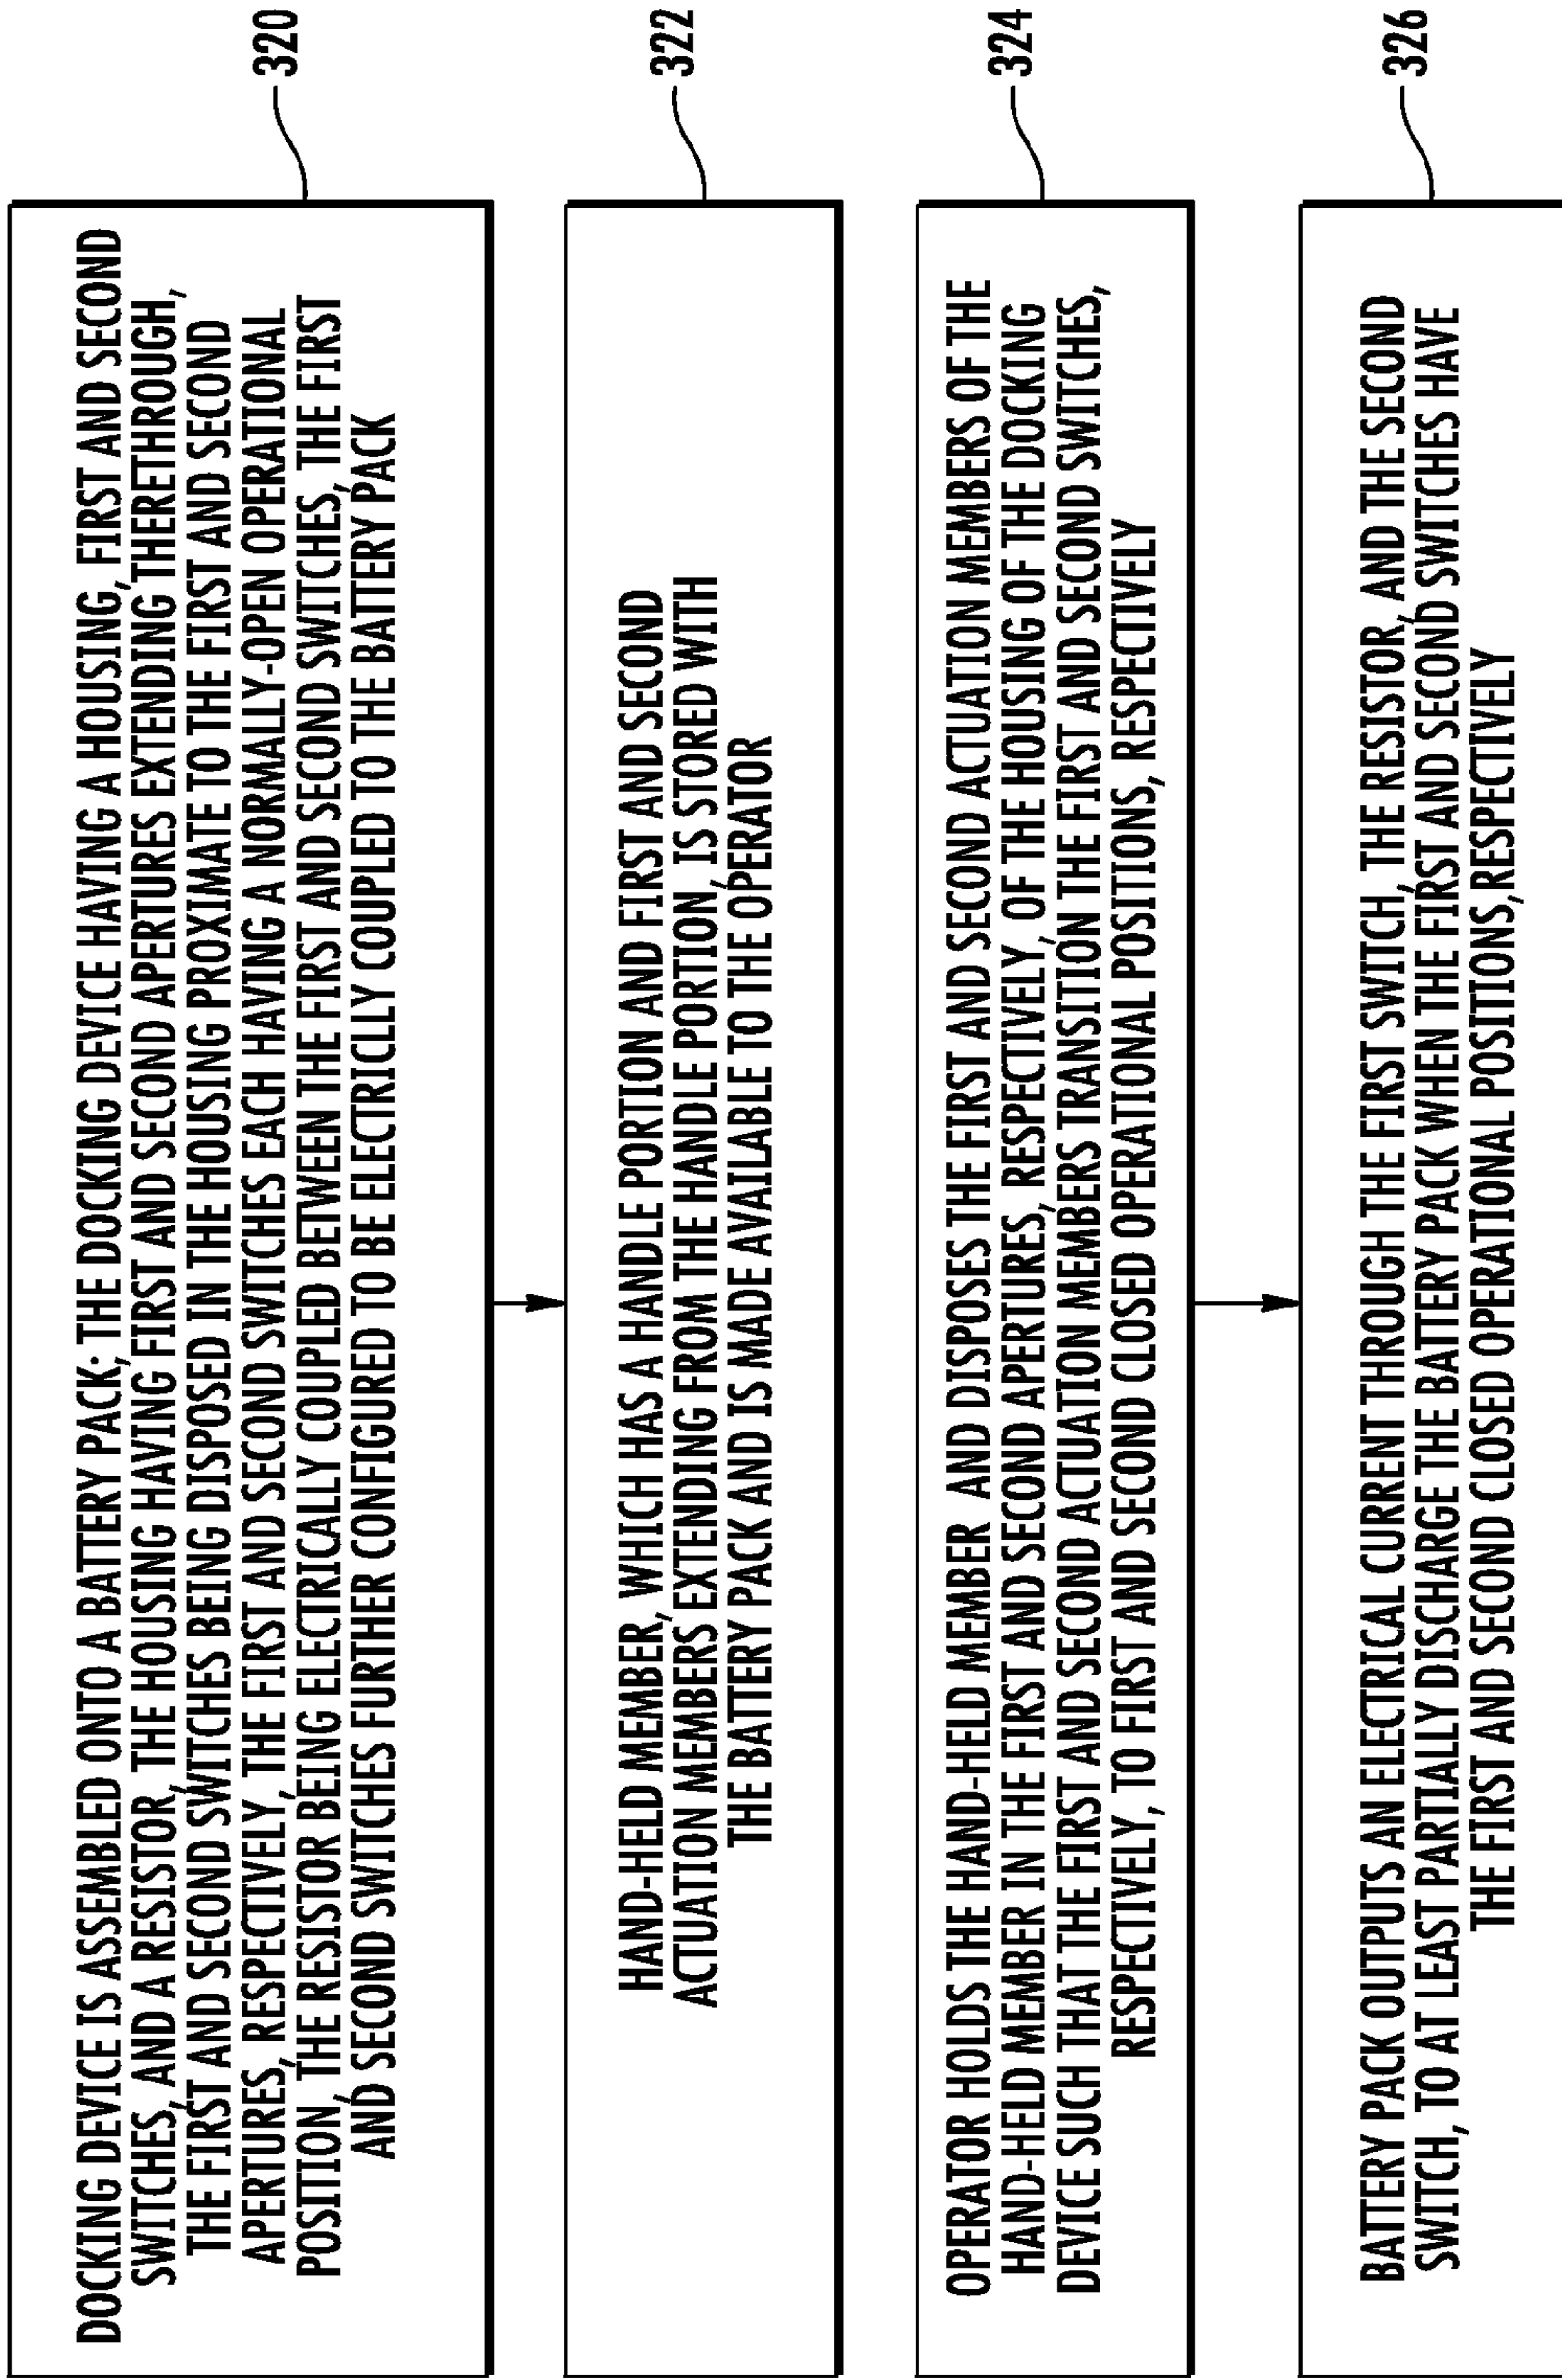 DOCKING DEVICE IS ASSEMBLED ONTO A BATTERY PACK; THE DOCKING DEVICE HAVING A HOUSING, FIRST AND SECOND
SWITCHES, AND A RESISTOR, THE HOUSING HAVING FIRST AND SECOND APERTURES EXTENDING THERETHROUGH,
THE FIRST AND SECOND SWITCHES BEING DISPOSED IN THE HOUSING PROXIMATE TO THE FIRST AND SECOND
APERTURES, RESPECTIVELY, THE FIRST AND SECOND SWITCHES EACH HAVING A NORMALLY-OPEN OPERATIONAL
POSITION, THE RESISTOR BEING ELECTRICALLY COUPLED BETWEEN THE FIRST AND SECOND SWITCHES, THE FIRST
AND SECOND SWITCHES FURTHER CONFIGURED TO BE ELECTRICLLY COUPLED TO THE BATTERY PACK
320
HAND-HELD MEMBER, WHICH HAS A HANDLE PORTION AND FIRST AND SECOND
ACTUATION MEMBERS EXTENDING FROM THE HANDLE PORTION, IS STORED WITH
THE BATTERY PACK AND IS MADE AVAILABLE TO THE OPERATOR
322
OPERATOR HOLDS THE HAND-HELD MEMBER AND DISPOSES THE FIRST AND SECOND ACTUATION MEMBERS OF THE
HAND-HELD MEMBER IN THE FIRST AND SECOND APERTURES, RESPECTIVELY, OF THE HOUSING OF THE DOCKING
DEVICE SUCH THAT THE FIRST AND SECOND ACTUATION MEMBERS TRANSITION THE FIRST AND SECOND SWITCHES,
RESPECTIVELY, TO FIRST AND SECOND CLOSED OPERATIONAL POSITIONS, RESPECTIVELY
324
BATTERY PACK OUTPUTS AN ELECTRICAL CURRENT THROUGH THE FIRST SWITCH, THE RESISTOR, AND THE SECOND
SWITCH, TO AT LEAST PARTIALLY DISCHARGE THE BATTERY PACK WHEN THE FIRST AND SECOND SWITCHES HAVE
THE FIRST AND SECOND CLOSED OPERATIONAL POSITIONS, RESPECTIVELY
326